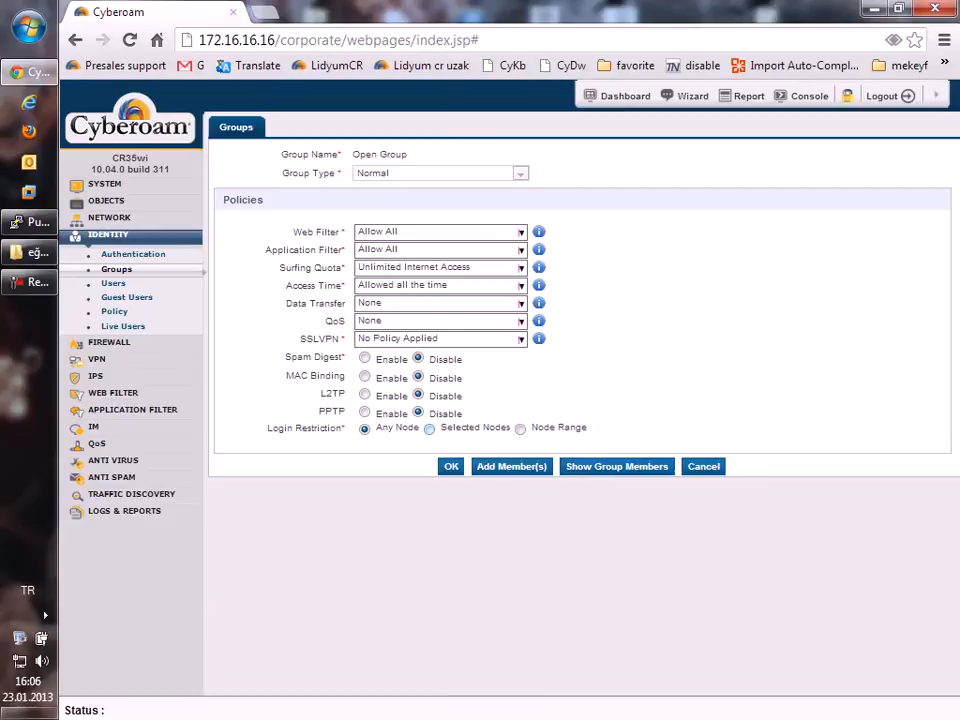 Cyberoam
172.16.16.16/corporate/webpages/index.jsp#
Presales support
G
Translate
LidyumCR
Lidyum cr uzak
CyKb
CyDw
favorite
TN disable
Import Auto-Compl...
mekeyf
»
Cy...
Pu...
eğ...
Re...
TR
16:06
23.01.2013
Dashboard
Wizard
Report
Console
Logout
Cyberoam
CR35wi
10.04.0 build 311
SYSTEM
OBJECTS
NETWORK
IDENTITY
Authentication
Groups
Users
Guest Users
Policy
Live Users
FIREWALL
VPN
IPS
WEB FILTER
APPLICATION FILTER
IM
QoS
ANTI VIRUS
ANTI SPAM
TRAFFIC DISCOVERY
LOGS & REPORTS
Groups
Group Name* Open Group
Group Type * Normal
Policies
Web Filter * Allow All
Application Filter* Allow All
Surfing Quota* Unlimited Internet Access
Access Time* Allowed all the time
Data Transfer None
QoS None
SSLVPN * No Policy Applied
Spam Digest* Enable Disable
MAC Binding Enable Disable
L2TP Enable Disable
PPTP Enable Disable
Login Restriction* Any Node Selected Nodes Node Range
OK Add Member(s) Show Group Members Cancel
Status :